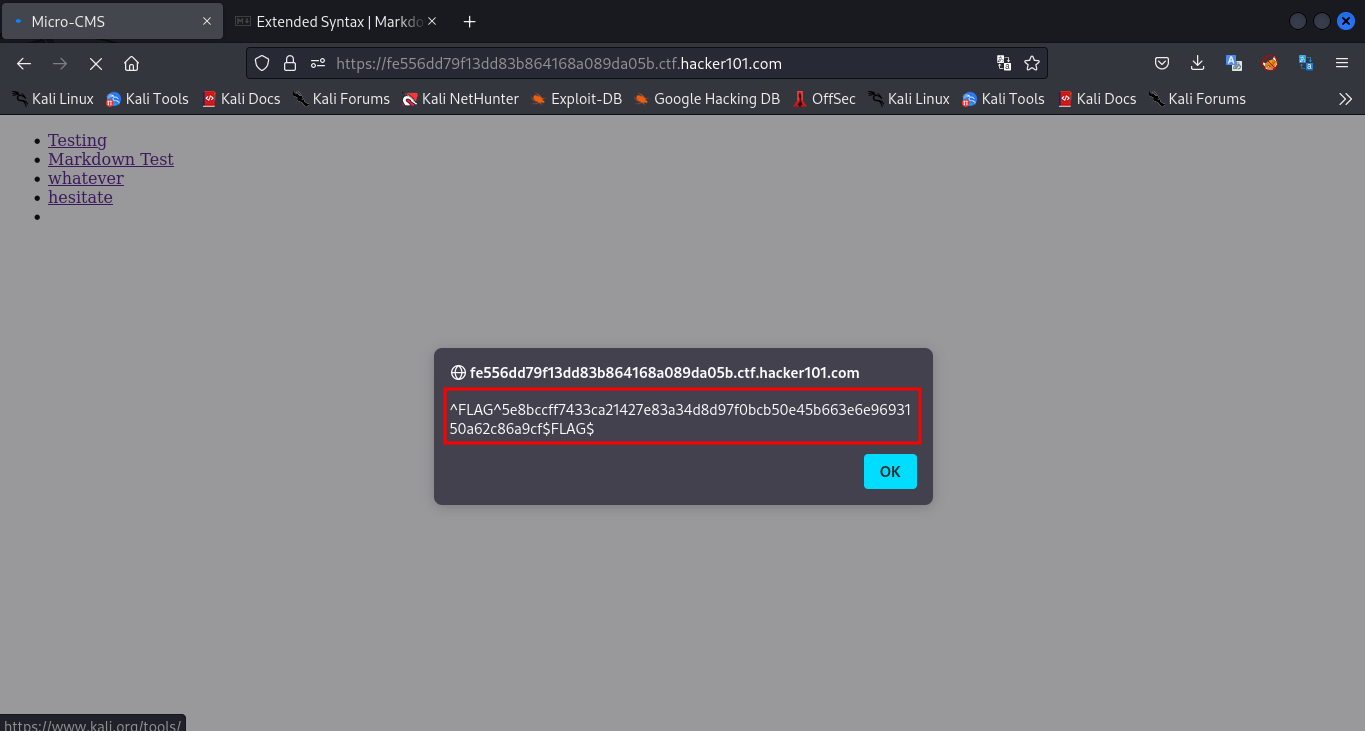 Micro-CMS
Extended Syntax | Markdo
https://fe556dd79f13dd83b864168a089da05b.ctf.hacker101.com
Kali Linux Kali Tools Kali Docs Kali Forums Kali NetHunter Exploit-DB Google Hacking DB OffSec Kali Linux Kali Tools Kali Docs Kali Forums
Testing
Markdown Test
whatever
hesitate
fe556dd79f13dd83b864168a089da05b.ctf.hacker101.com
^FLAG^5e8bccff7433ca21427e83a34d8d97f0bcb50e45b663e6e96931
50a62c86a9cf$FLAG$
OK
https://www.kali.org/tools/